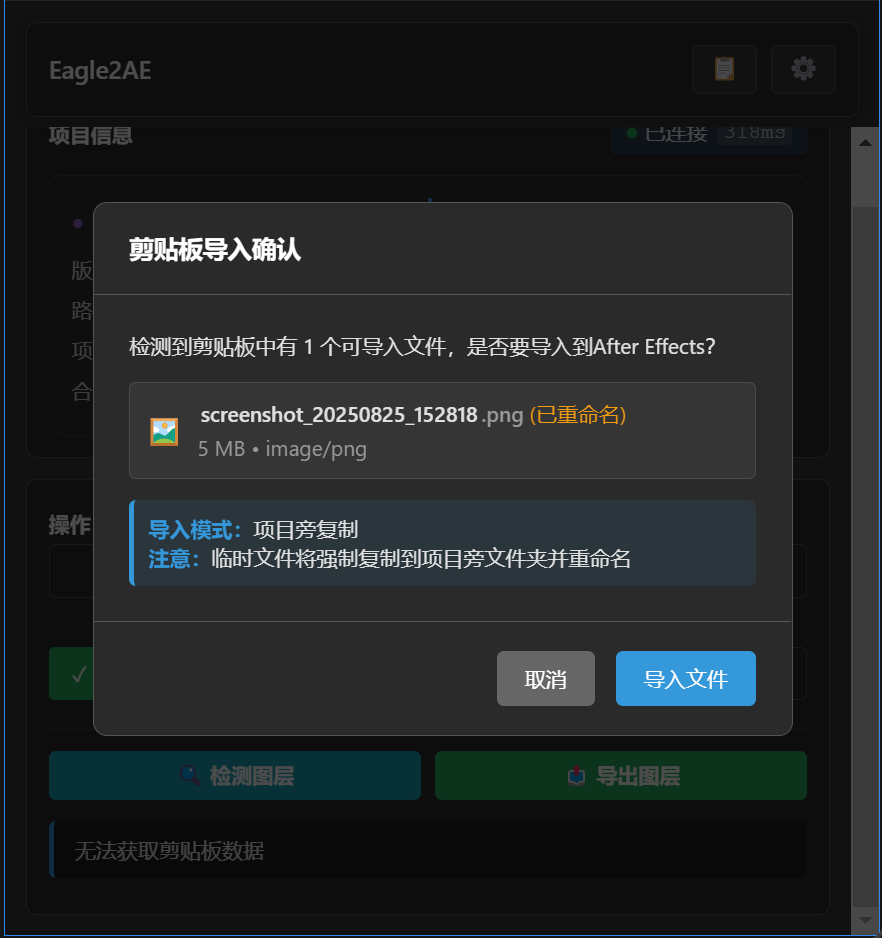 Eagle2AE
项目信息
已连接 318ms
版
路
项
合
剪贴板导入确认
检测到剪贴板中有 1 个可导入文件，是否要导入到After Effects?
screenshot_20250825_152818.png (已重命名)
5 MB • image/png
导入模式：项目旁复制
注意：临时文件将强制复制到项目旁文件夹并重命名
取消
导入文件
操作
✓
检测图层
导出图层
无法获取剪贴板数据